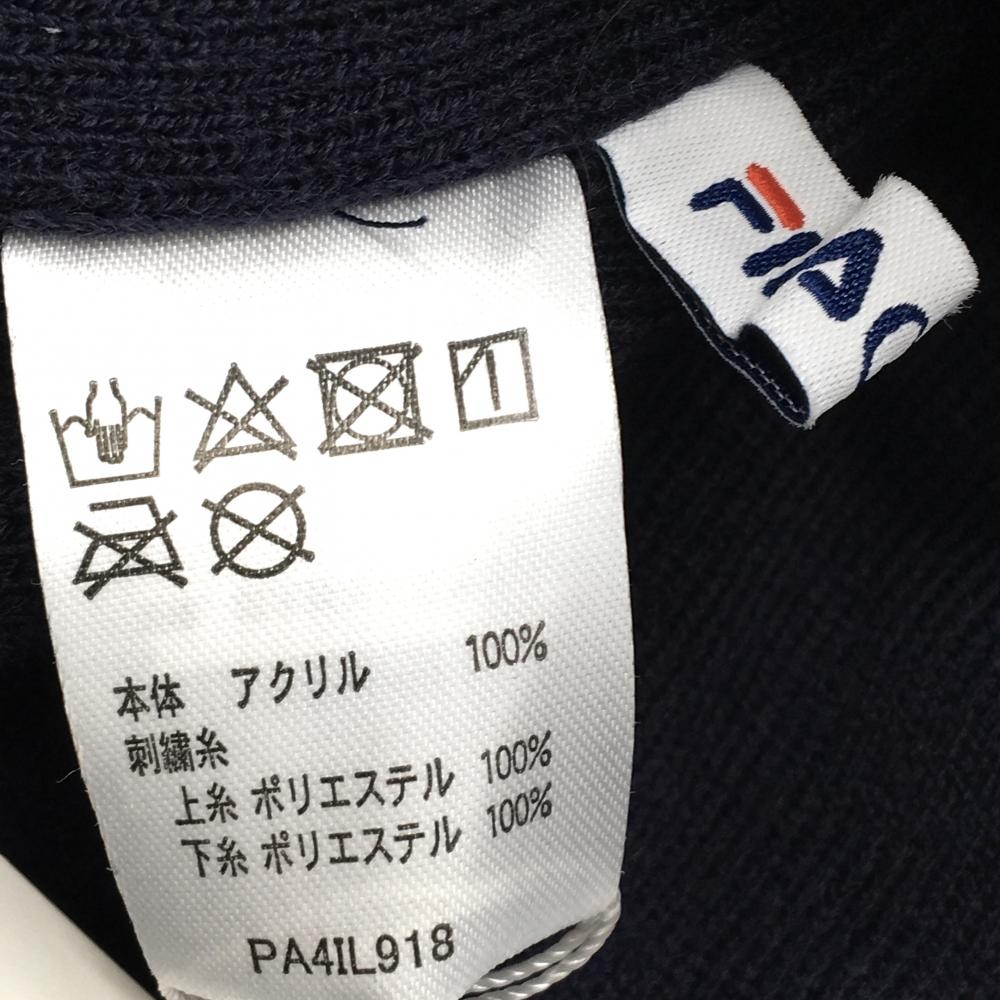 本体 アクリル 100%
刺繍糸
上糸 ポリエステル 100%
下糸 ポリエステル 100%
PA4IL918